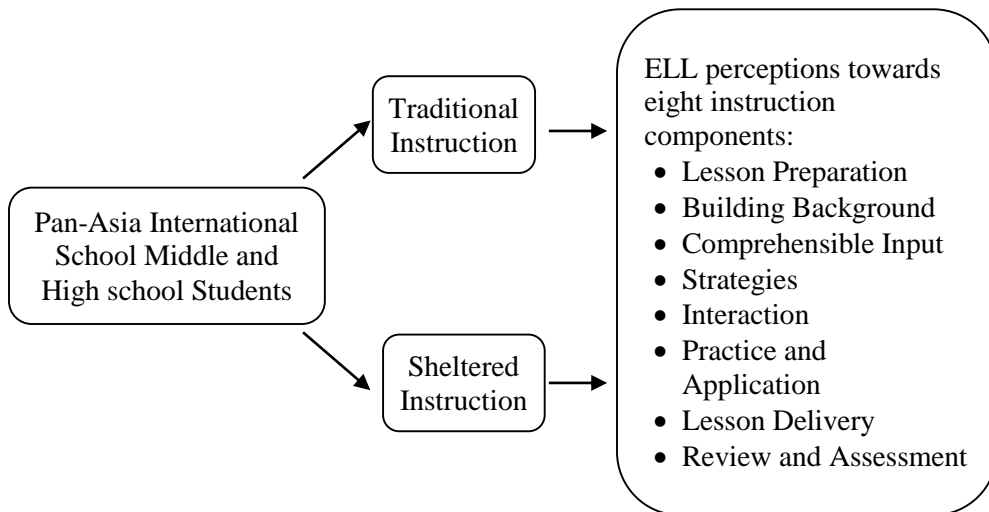 Pan-Asia International
School Middle and
High school Students
Traditional
Instruction
Sheltered
Instruction
ELL perceptions towards
eight instruction
components:
• Lesson Preparation
• Building Background
• Comprehensible Input
• Strategies
• Interaction
• Practice and
Application
• Lesson Delivery
• Review and Assessment